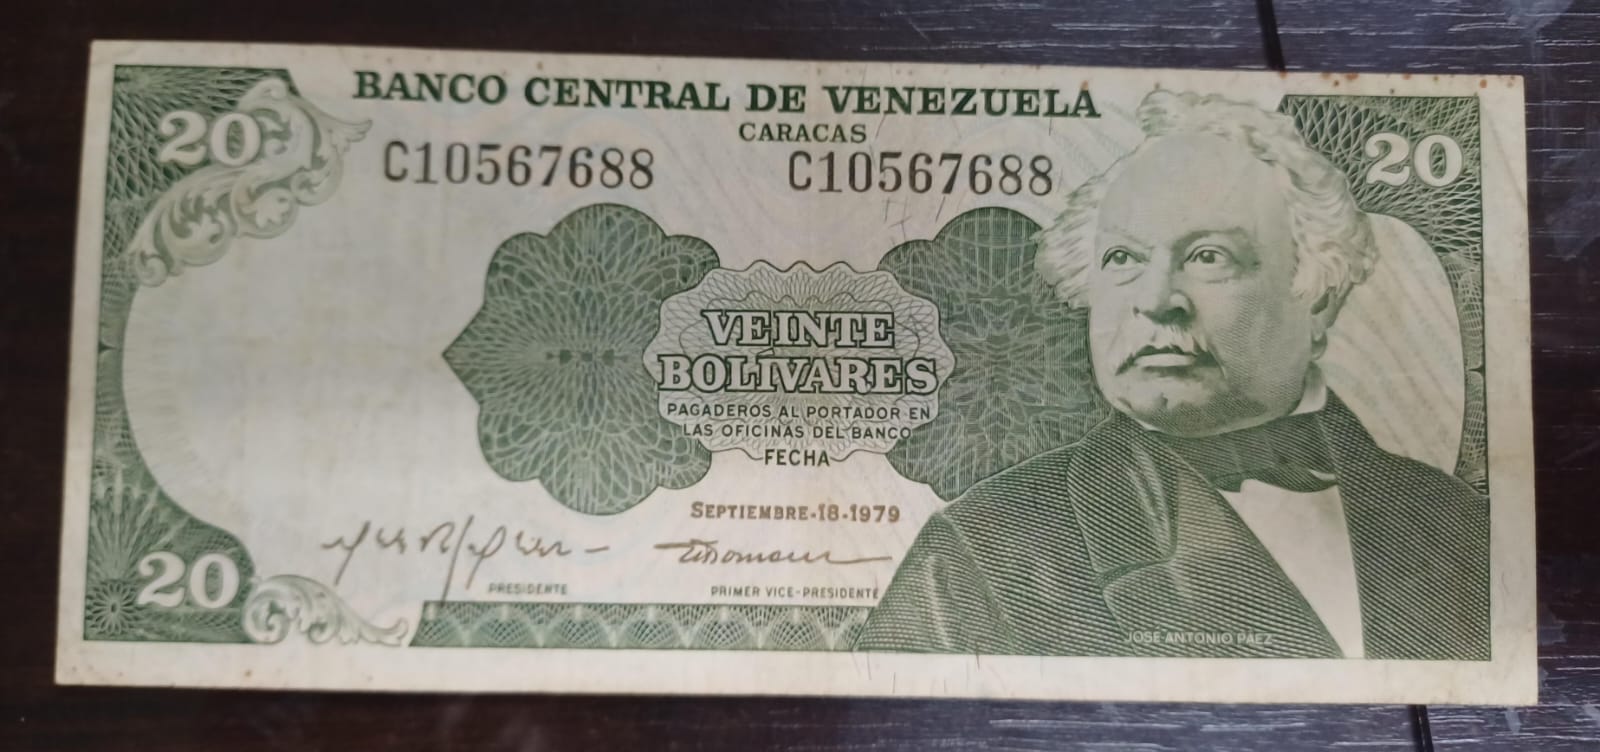 BANCO CENTRAL DE VENEZUELA
CARACAS
20
20
C10567688 C10567688
VEINTE
BOLÍVARES
PAGADEROS AL PORTADOR EN
LAS OFICINAS DEL BANCO
FECHA
SEPTIEMBRE-18-1979
20
PRESIDENTE PRIMER VICE-PRESIDENTE
JOSE ANTONIO PAEZ